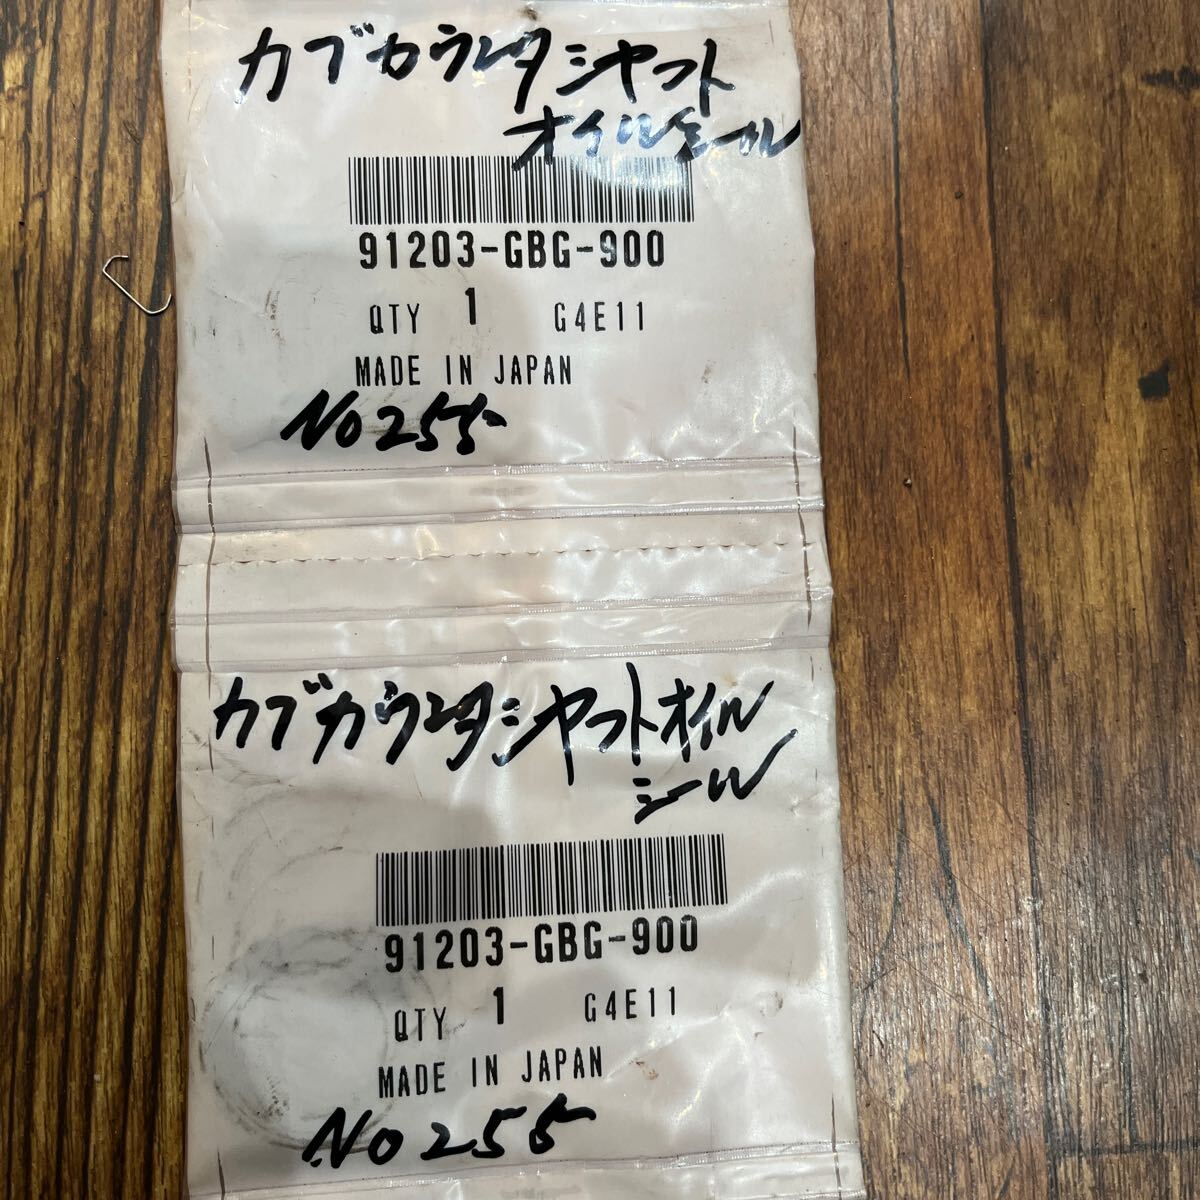 カブカウンタシャフト
オイルシール
91203-GBG-900
QTY 1 G4E11
MADE IN JAPAN
No255
カブカウンタシャフトオイル
シール
91203-GBG-900
QTY 1 G4E11
MADE IN JAPAN
No255